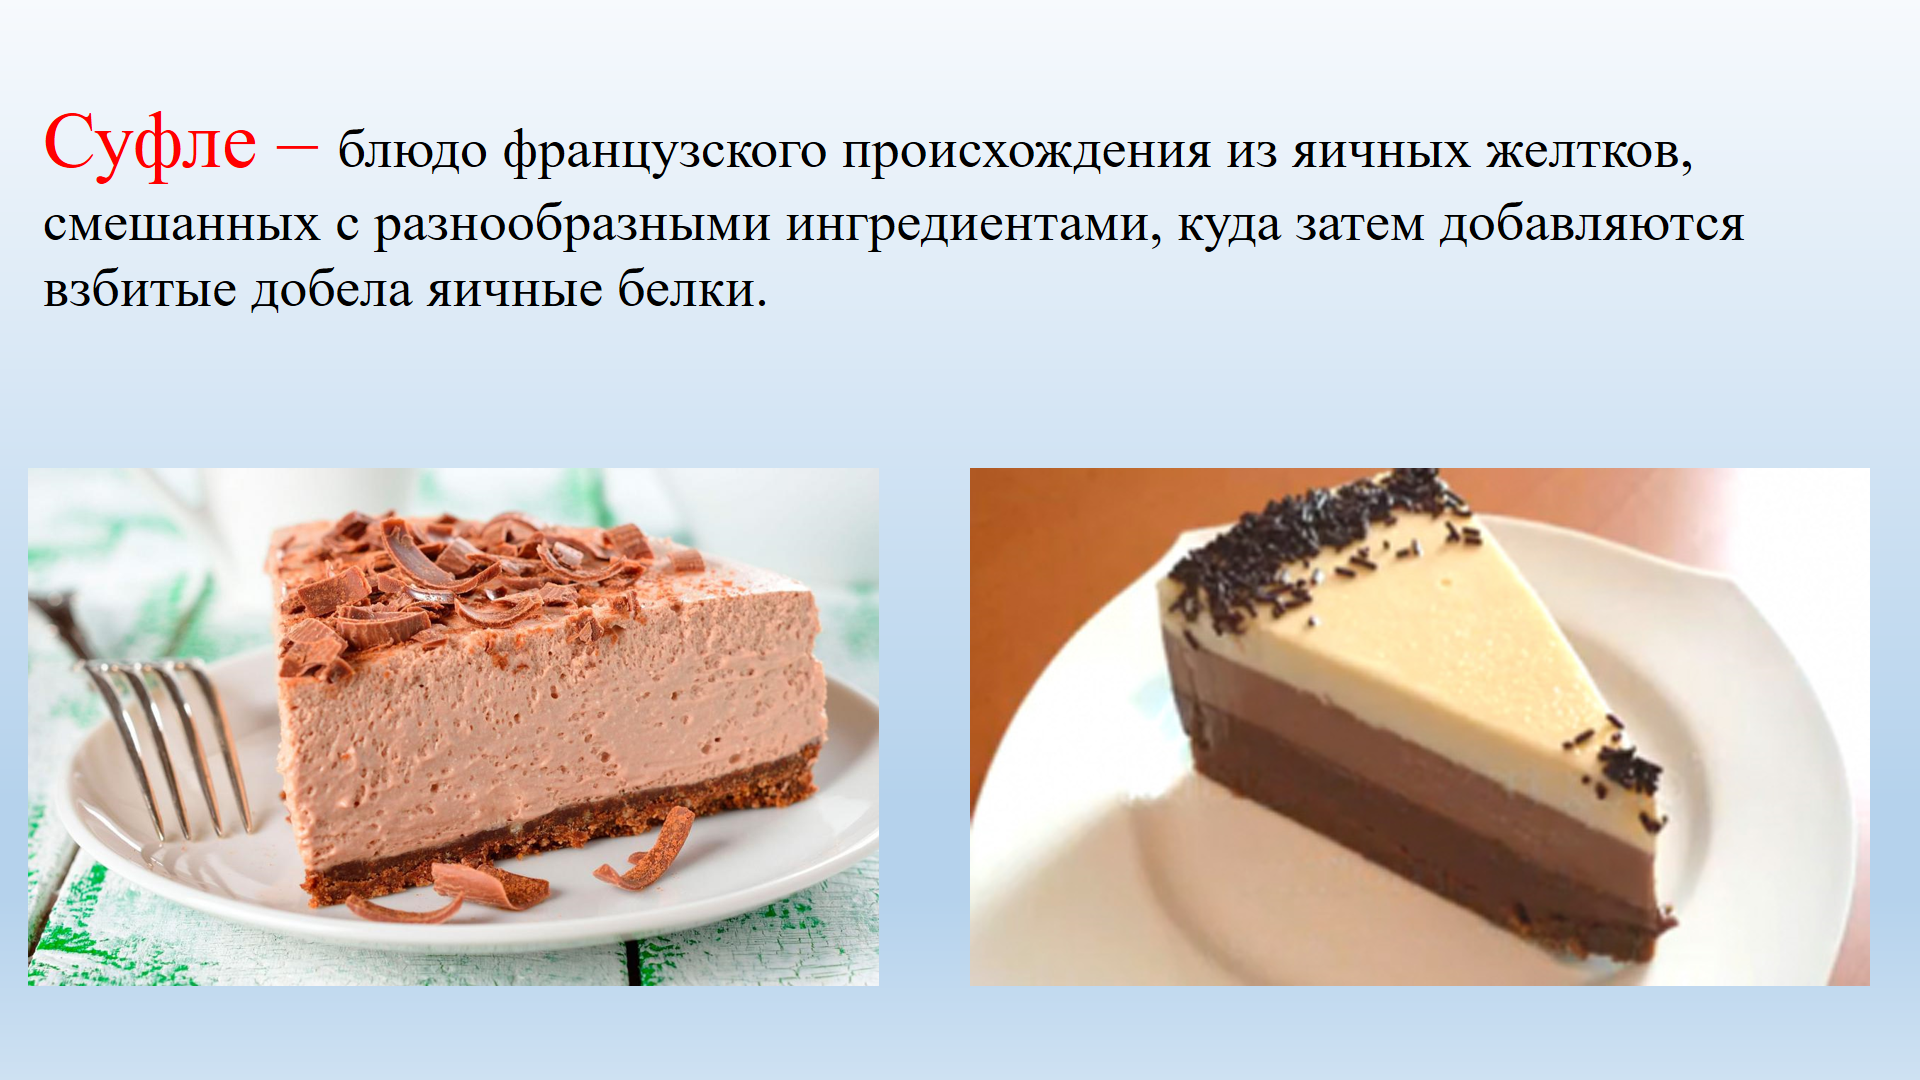 Суфле – блюдо французского происхождения из яичных желтков,
смешанных с разнообразными ингредиентами, куда затем добавляются
взбитые добела яичные белки.